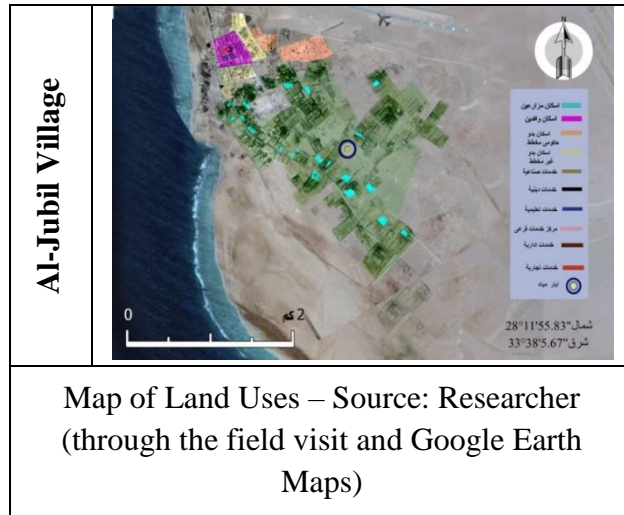 Al-Jubil Village
N
اسكان مزارعين
اسكان وافدين
اسكان بدو
حكومى مخطط
اسكان بدو
غير مخطط
خدمات صناعية
خدمات دينية
خدمات تعليمية
مركز خدمات فرعى
خدمات ادارية
خدمات تجارية
ابار مياه
0
2 كم
شمال"28°11'55.83
شرق"33°38'5.67
Map of Land Uses – Source: Researcher
(through the field visit and Google Earth
Maps)